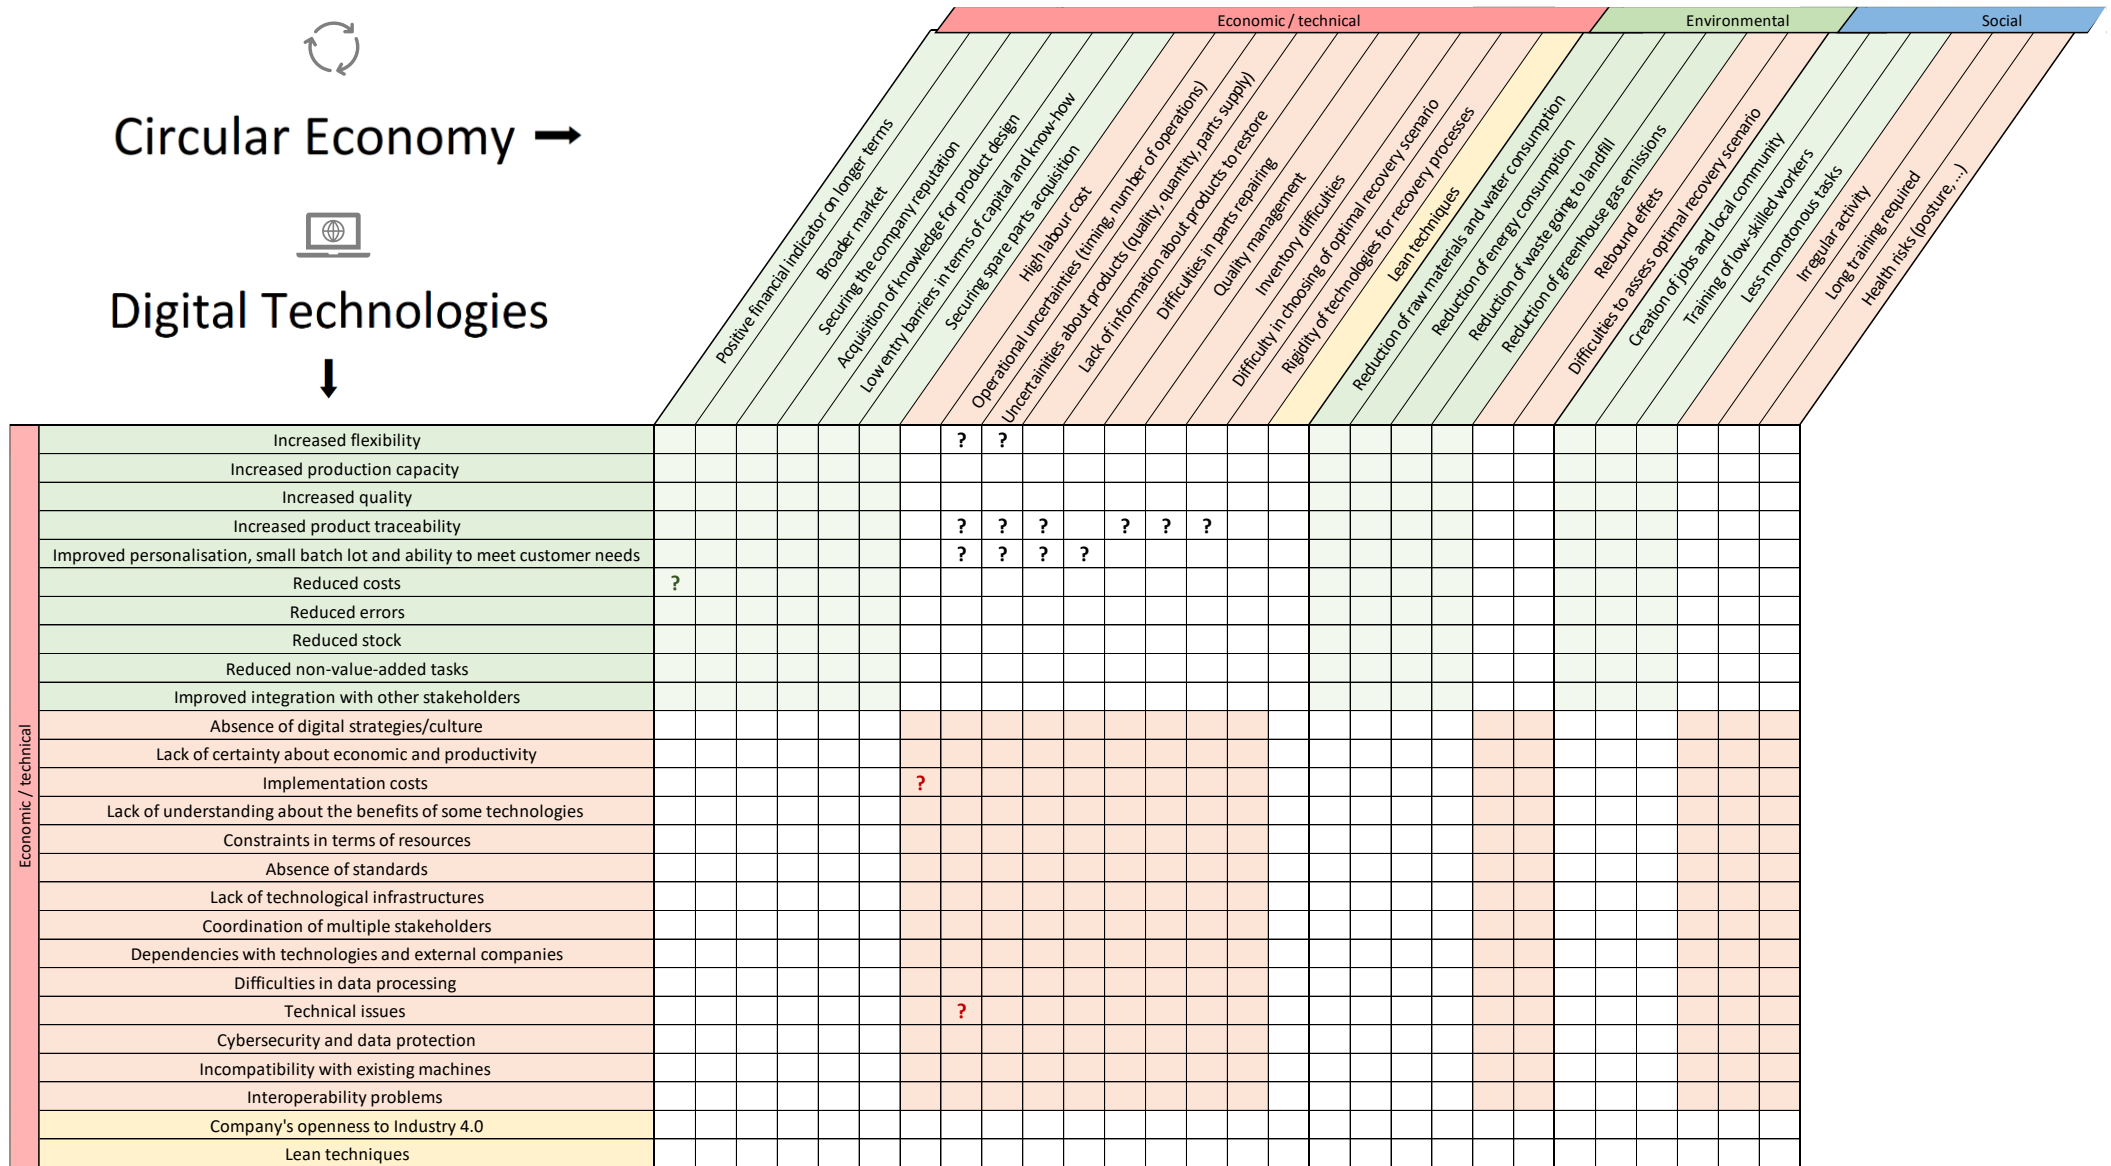 Economic / technical
Environmental
Social
Circular Economy
Digital Technologies
Positive financial indicator on longer terms
Broader market
Securing the company reputation
Acquisition of knowledge for product design
Low entry barriers in terms of capital and know-how
Securing spare parts acquisition
High labour cost
Operational uncertainties (timing, number of operations)
Uncertainities about products (quality, quantity, parts supply)
Lack of information about products to restore
Difficulties in parts repairing
Quality management
Inventory difficulties
Difficulty in choosing of optimal recovery scenario
Rigidity of technologies for recovery processes
Lean techniques
Reduction of raw materials and water consumption
Reduction of energy consumption
Reduction of waste going to landfill
Reduction of greenhouse gas emissions
Rebound effets
Difficulties to assess optimal recovery scenario
Creation of jobs and local community
Training of low-skilled workers
Less monotonous tasks
Irregular activity
Long training required
Health risks (posture, ...)
Economic / technical
Increased flexibility ? ?
Increased production capacity
Increased quality
Increased product traceability ? ? ? ? ? ?
Improved personalisation, small batch lot and ability to meet customer needs ? ? ? ?
Reduced costs ?
Reduced errors
Reduced stock
Reduced non-value-added tasks
Improved integration with other stakeholders
Absence of digital strategies/culture
Lack of certainty about economic and productivity
Implementation costs ?
Lack of understanding about the benefits of some technologies
Constraints in terms of resources
Absence of standards
Lack of technological infrastructures
Coordination of multiple stakeholders
Dependencies with technologies and external companies
Difficulties in data processing
Technical issues ?
Cybersecurity and data protection
Incompatibility with existing machines
Interoperability problems
Company's openness to Industry 4.0
Lean techniques